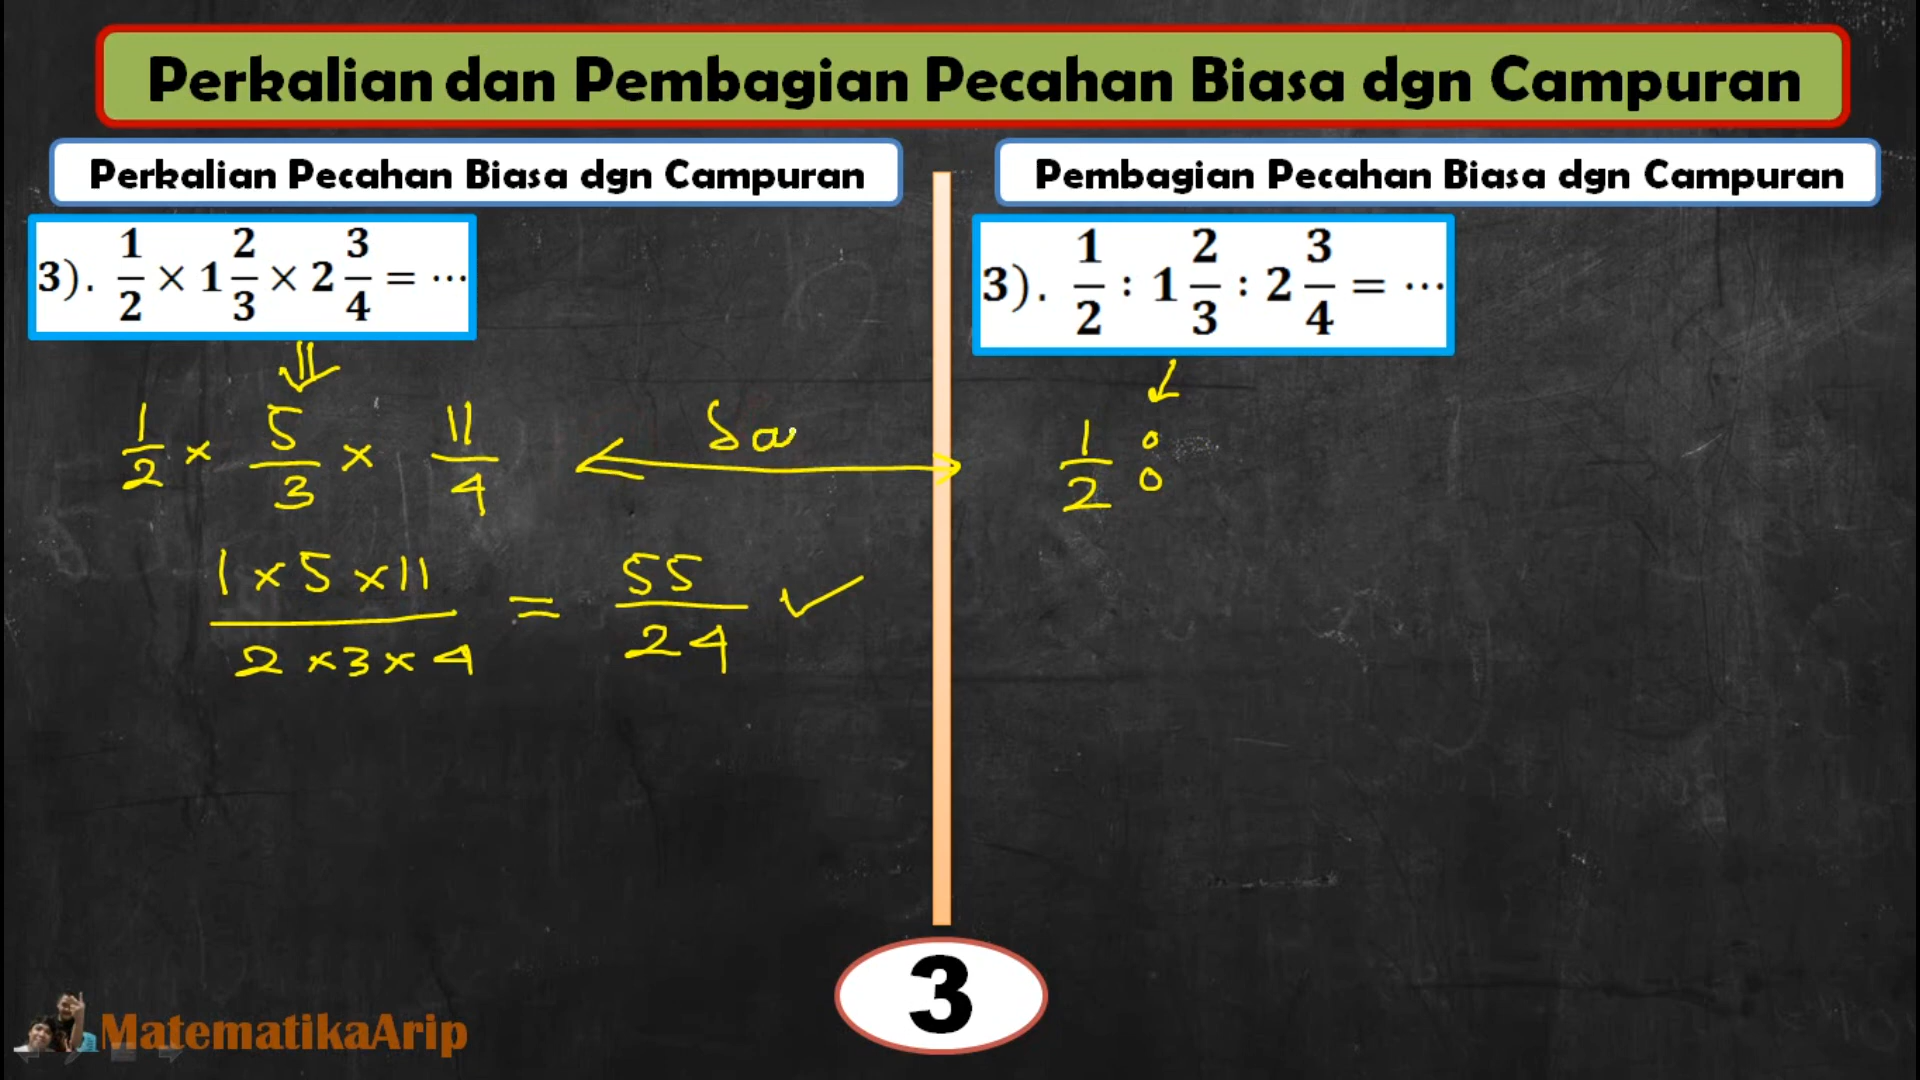 Perkalian dan Pembagian Pecahan Biasa dgn Campuran
Perkalian Pecahan Biasa dgn Campuran
3). 1/2 × 1 2/3 × 2 3/4 = ...
1/2 × 5/3 × 11/4
1 × 5 × 11 / 2 × 3 × 4 = 55/24 ✓
Sa
Pembagian Pecahan Biasa dgn Campuran
3). 1/2 : 1 2/3 : 2 3/4 = ...
1/2 :
3
MatematikaArip